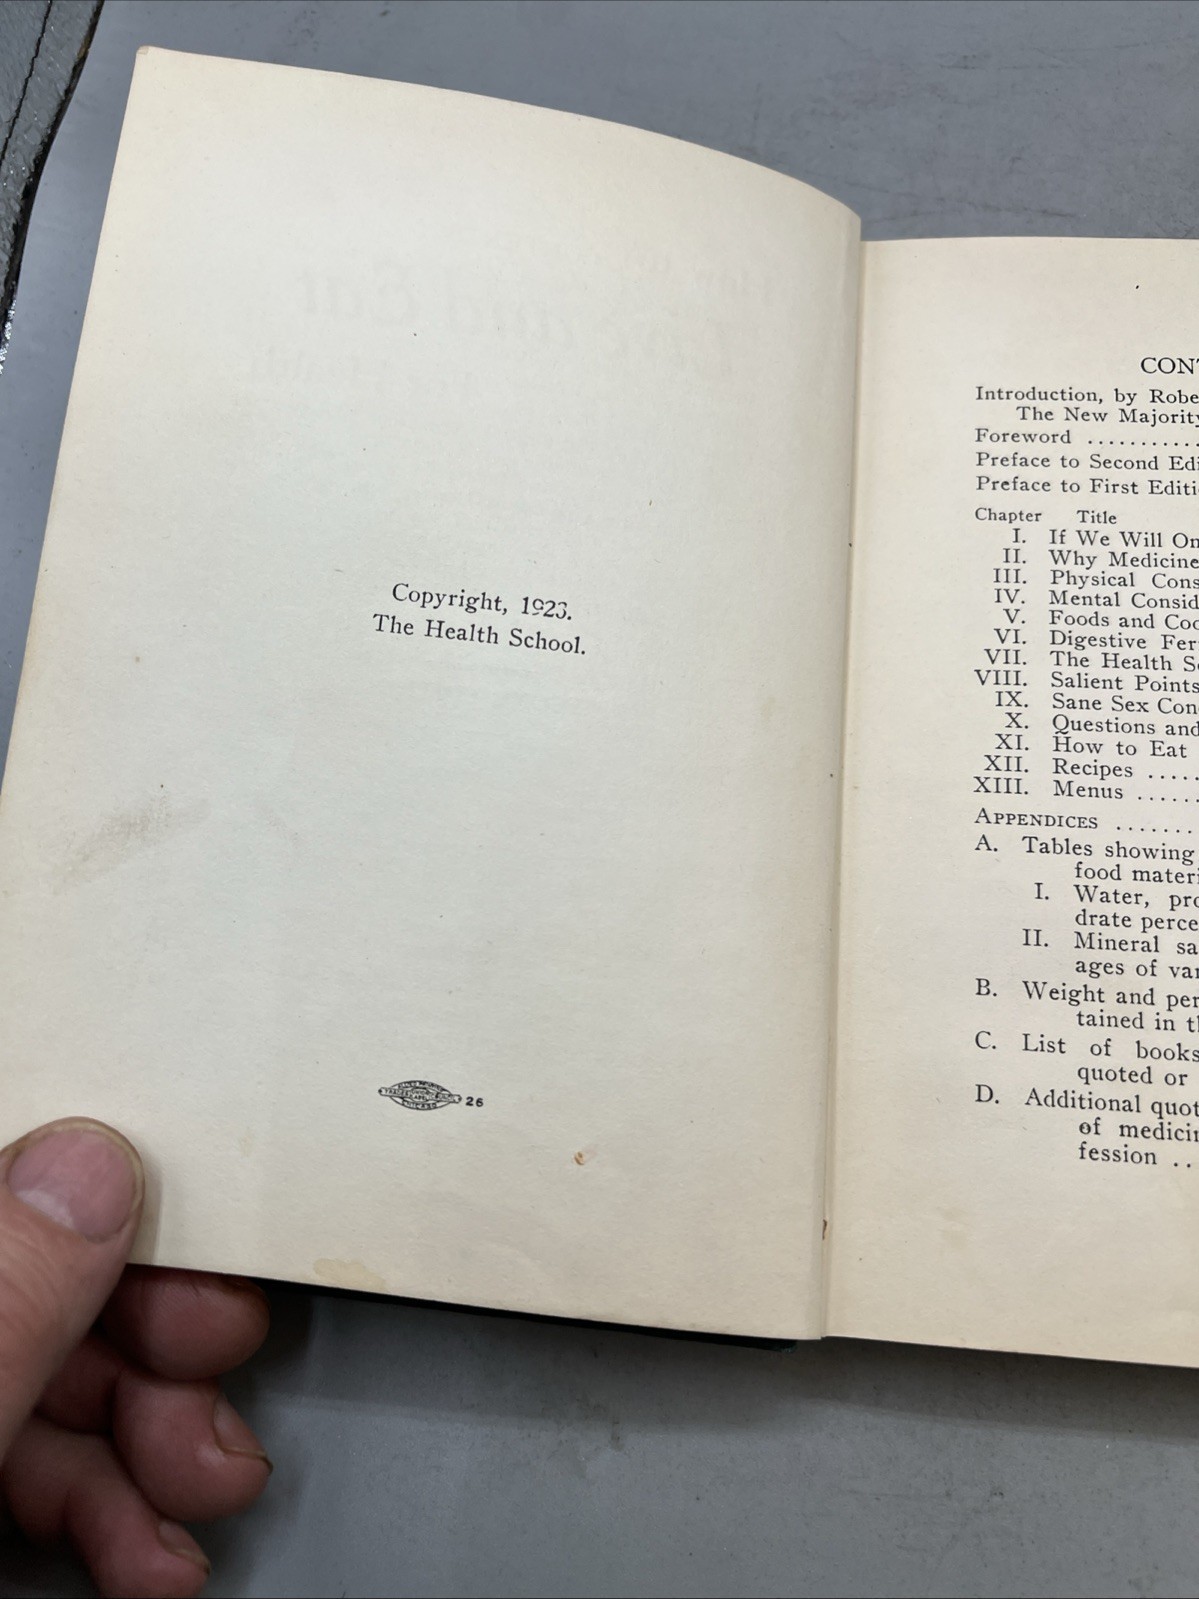 Copyright, 1923.
The Health School.
26
CONT
Introduction, by Robe
The New Majority
Foreword ...........
Preface to Second Edi
Preface to First Editi
Chapter Title
I. If We Will On
II. Why Medicine
III. Physical Cons
IV. Mental Consid
V. Foods and Coo
VI. Digestive Fer
VII. The Health S
VIII. Salient Points
IX. Sane Sex Con
X. Questions and
XI. How to Eat
XII. Recipes .....
XIII. Menus ......
APPENDICES .......
A. Tables showing
food materi
I. Water, pro
drate perce
II. Mineral sa
ages of var
B. Weight and per
tained in th
C. List of books
quoted or
D. Additional quot
of medicin
fession ..